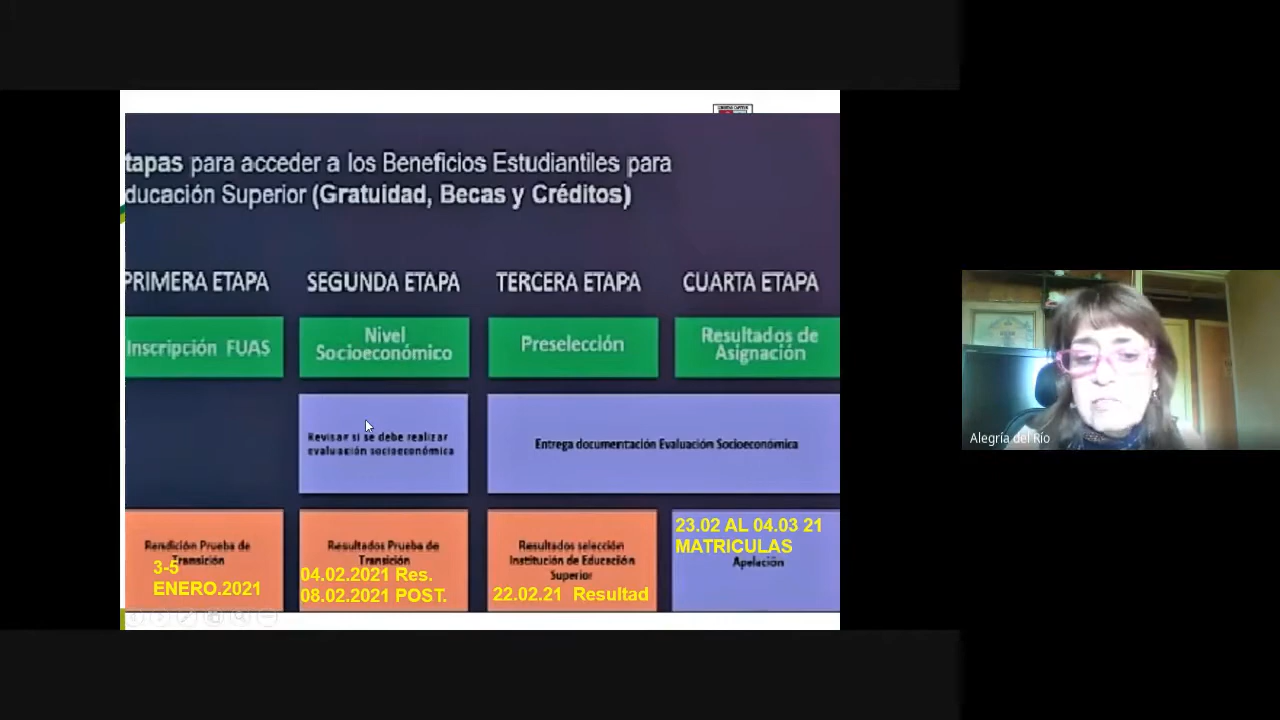 tapas para acceder a los Beneficios Estudiantiles para
ducación Superior (Gratuidad, Becas y Créditos)
PRIMERA ETAPA
SEGUNDA ETAPA
TERCERA ETAPA
CUARTA ETAPA
Inscripción FUAS
Nivel
Socioeconómico
Preselección
Resultados de
Asignación
Revisar si se debe realizar
evaluación socioeconómica
Entrega documentación Evaluación Socioeconómica
Rendición Prueba de
Transición
3-5
ENERO.2021
Resultados Prueba de
Transición
04.02.2021 Res.
08.02.2021 POST.
Resultados selección
Institución de Educación
Superior
22.02.21 Resultad
23.02 AL 04.03 21
MATRICULAS
Apelación
Alegría del Río